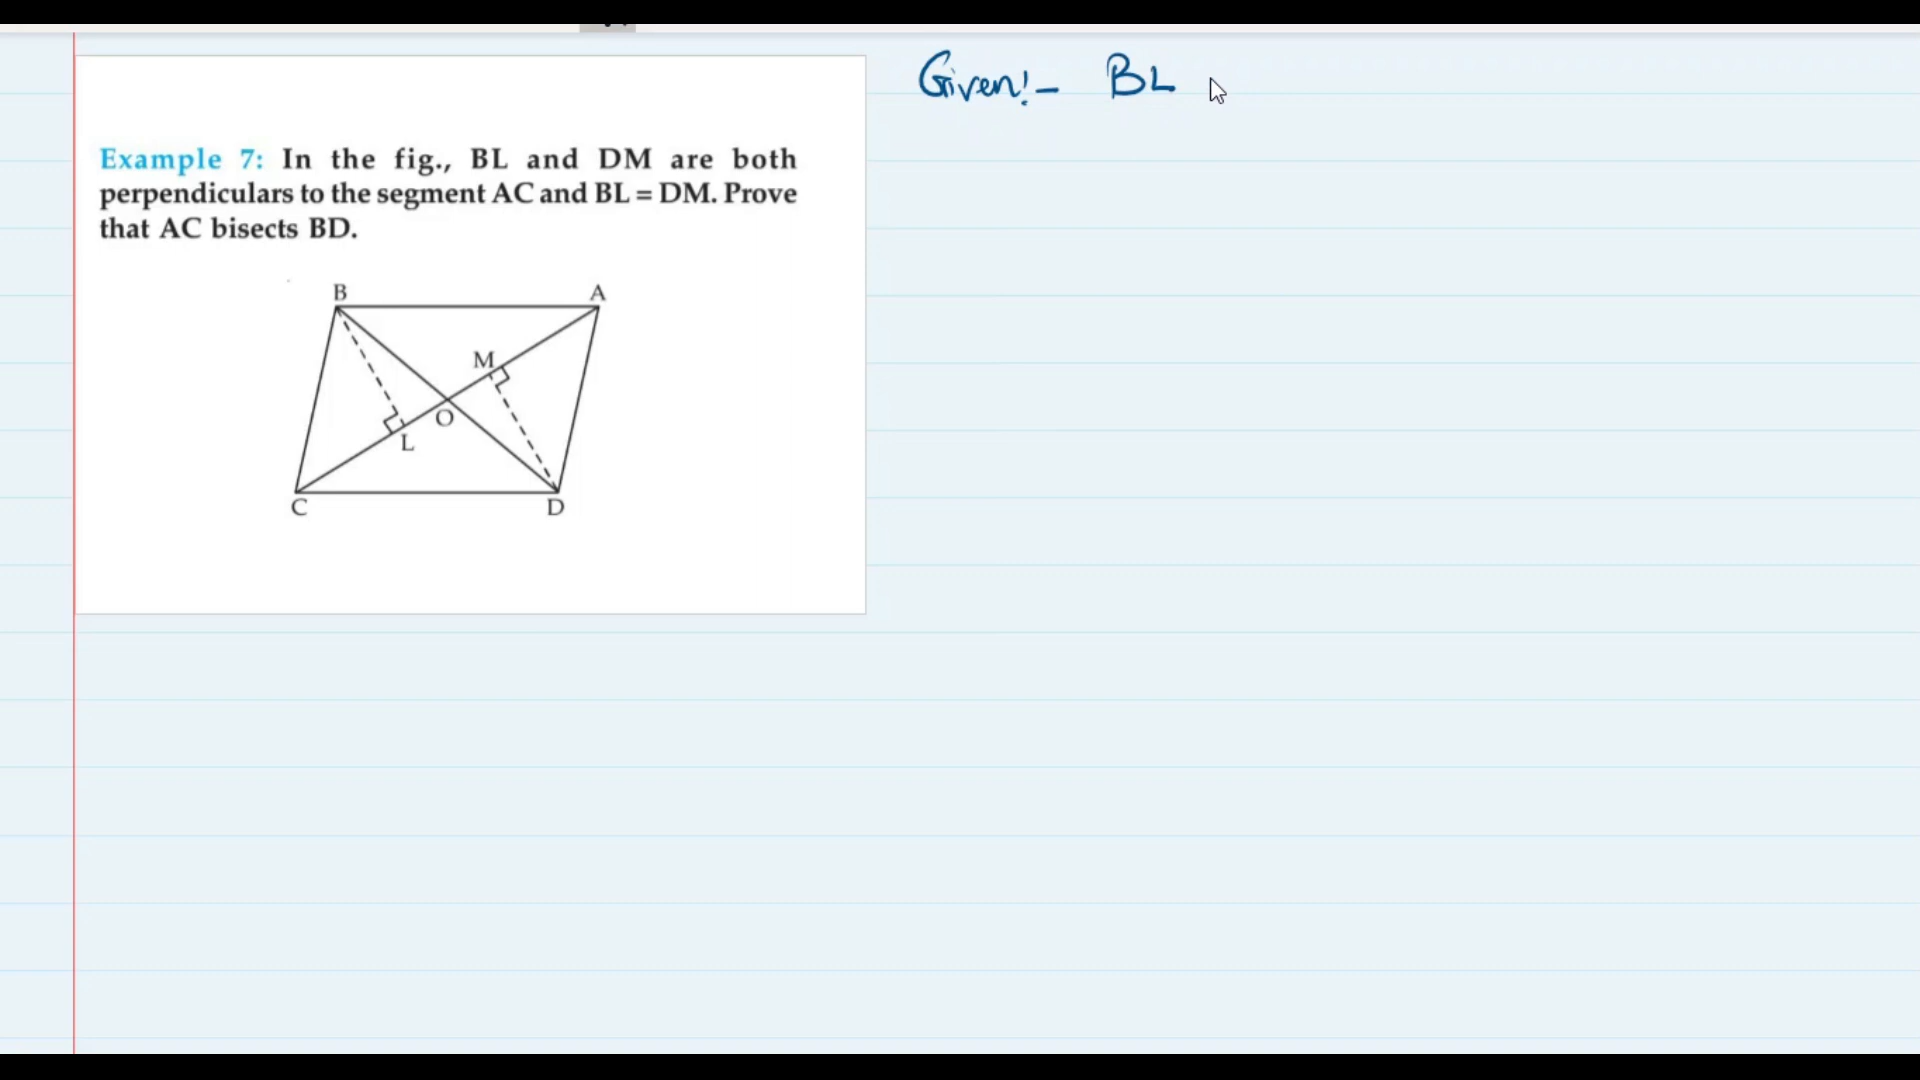 Given:- BL
Example 7: In the fig., BL and DM are both
perpendiculars to the segment AC and BL = DM. Prove
that AC bisects BD.
B A
M
O
L
C D